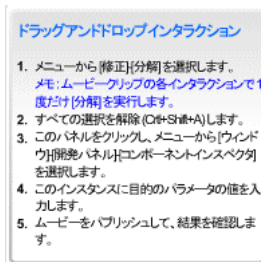 ドラッグアンドドロップインタラクション
1. メニューから[修正]-[分解]を選択します。
メモ:ムービークリップの各インタラクションで1
度だけ[分解]を実行します。
2. すべての選択を解除(Ctrl+Shift+A)します。
3. このパネルをクリックし、メニューから[ウィンド
ウ]-[開発パネル]-[コンポーネントインスペクタ]
を選択します。
4. このインスタンスに目的のパラメータの値を入
力します。
5. ムービーをパブリッシュして、結果を確認しま
す。